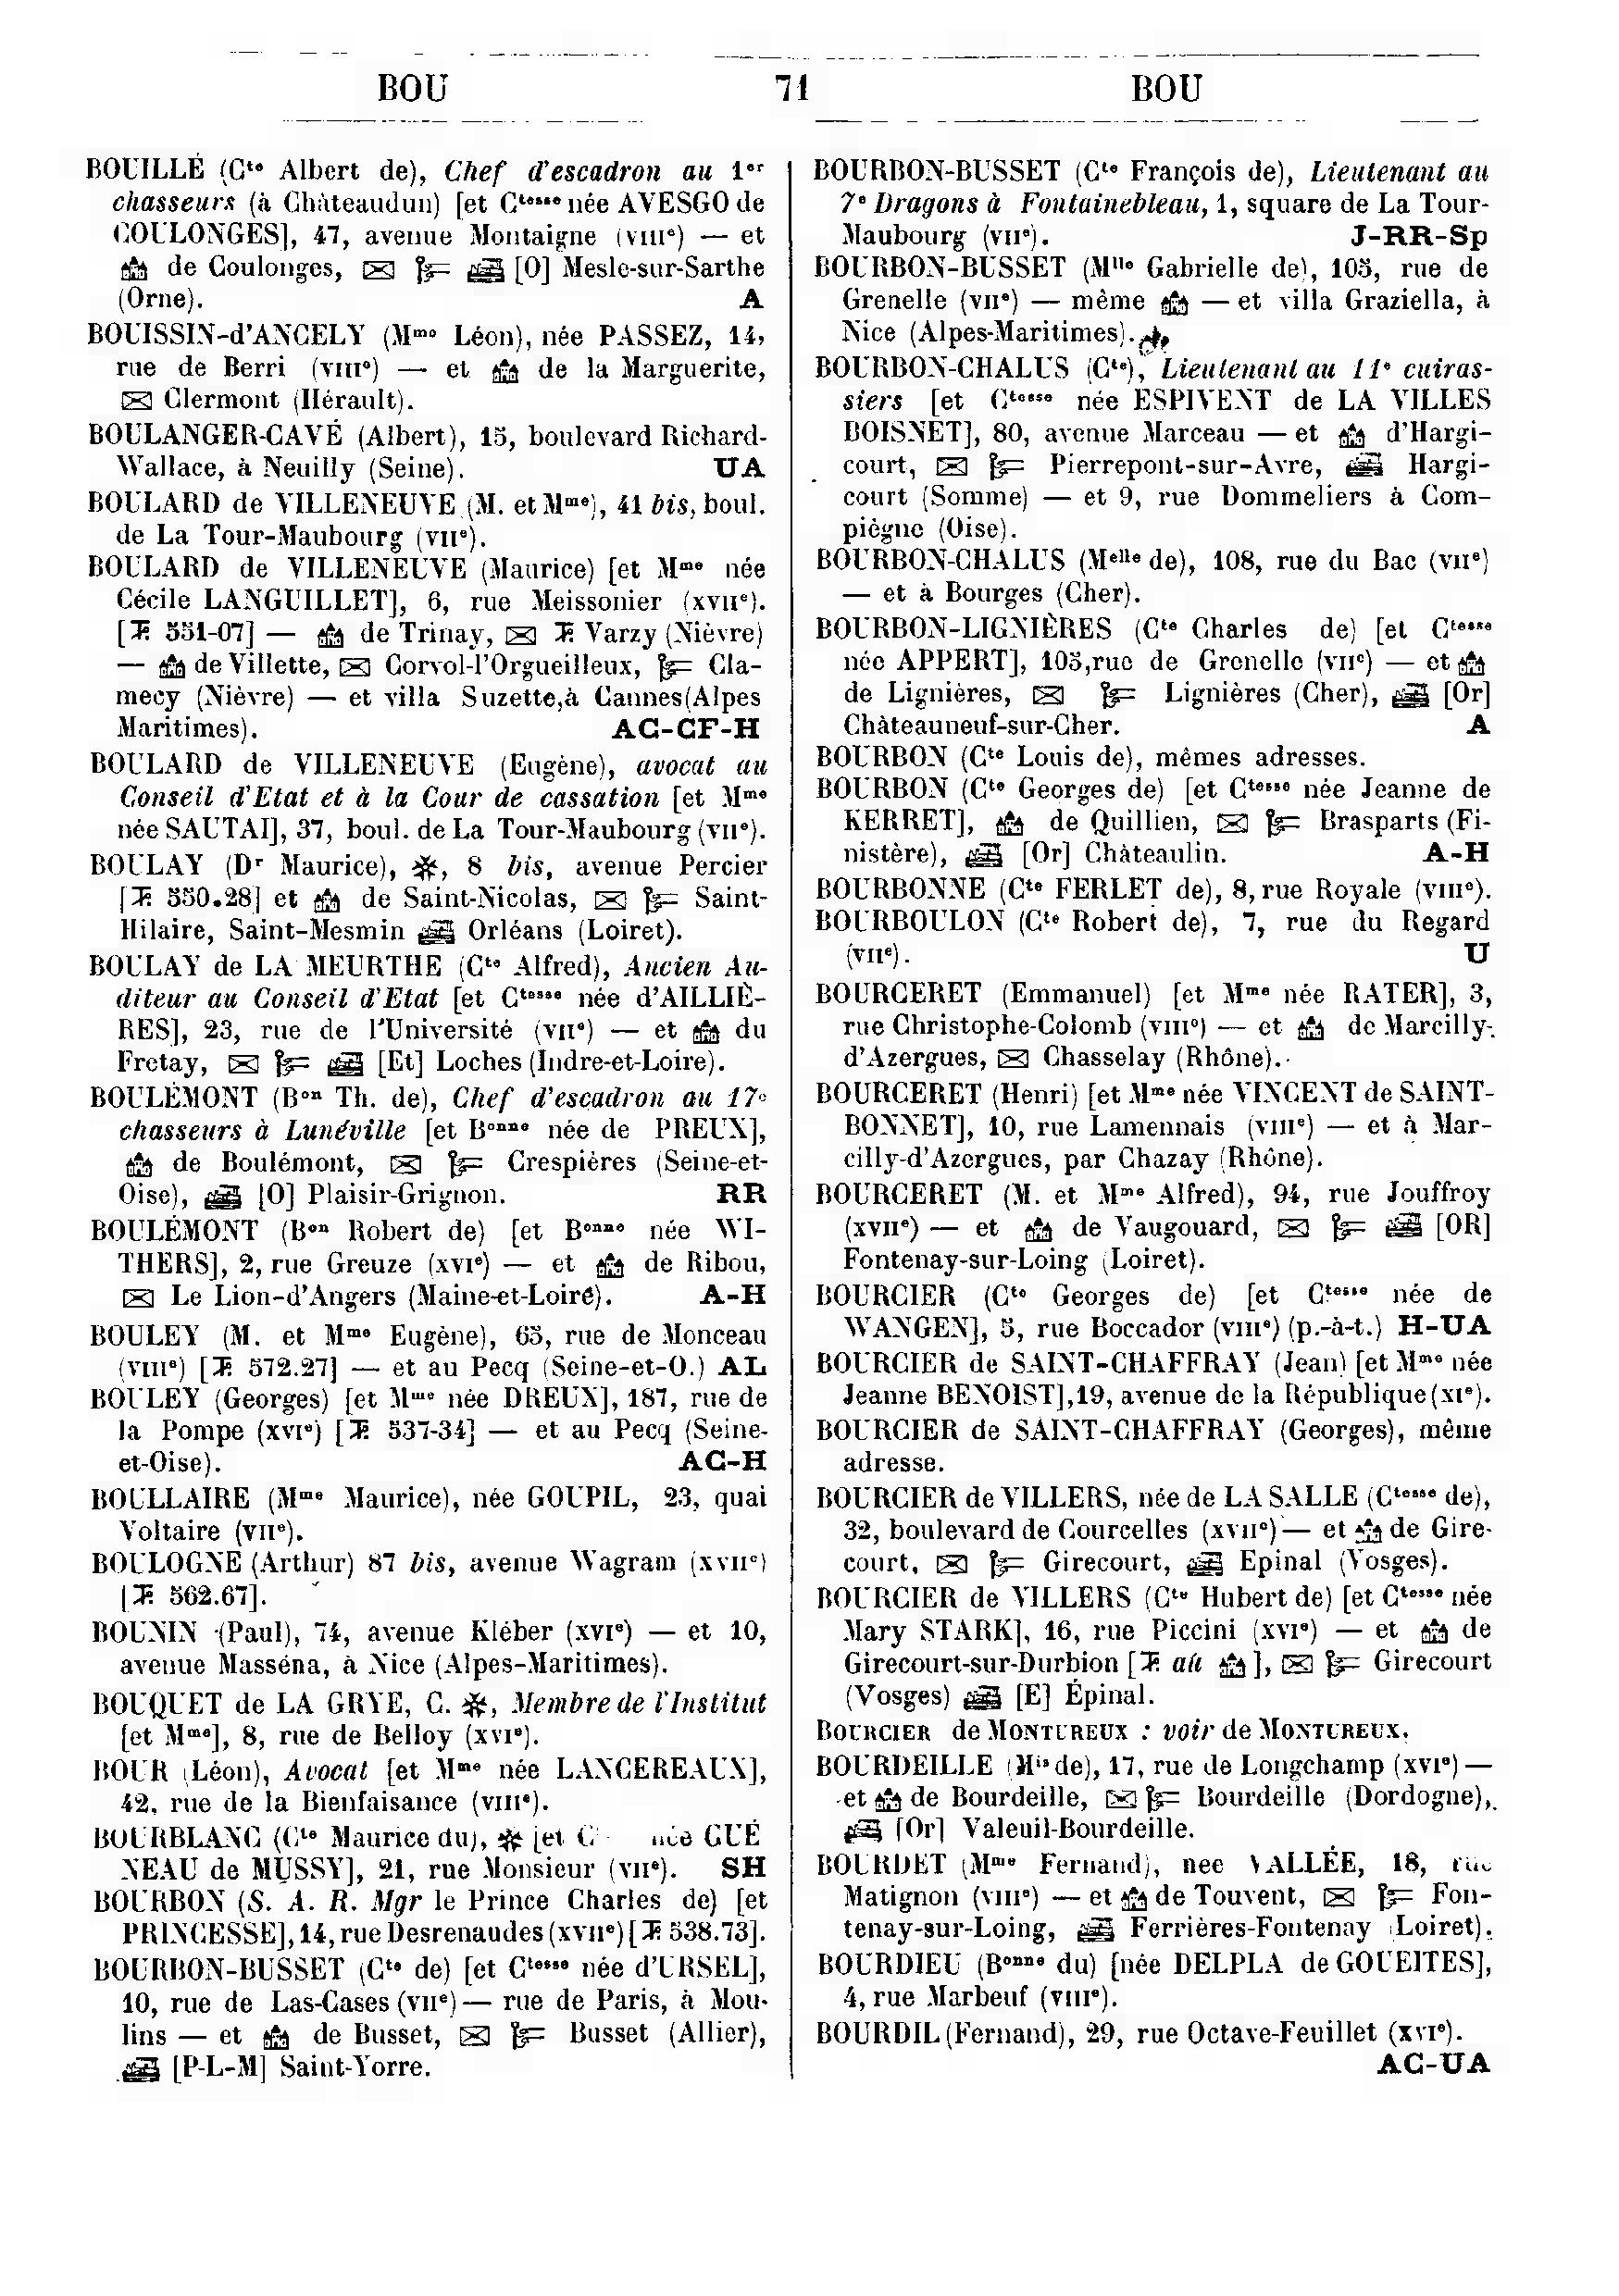 BOU 71 BOU
BOUILLÉ (Cte Albert de), Chef d'escadron au 1er
chasseurs (à Châteaudun) [et Ctesse née AVESGO de
COULONGES], 47, avenue Montaigne (VIIIe) — et
de Coulonges, [O] Mesle-sur-Sarthe
(Orne). A
BOUISSIN-d'ANCELY (Mme Léon), née PASSEZ, 14,
rue de Berri (VIIIe) — et de la Marguerite,
Clermont (Hérault).
BOULANGER-CAVÉ (Albert), 15, boulevard Richard-
Wallace, à Neuilly (Seine). UA
BOULARD de VILLENEUVE (M. et Mme), 41 bis, boul.
de La Tour-Maubourg (VIIe).
BOULARD de VILLENEUVE (Maurice) [et Mme née
Cécile LANGUILLET], 6, rue Meissonier (XVIIe).
[T. 551-07] — de Trinay, T. Varzy (Nièvre)
— de Villette, Corvol-l'Orgueilleux, Cla-
mecy (Nièvre) — et villa Suzette,à Cannes(Alpes
Maritimes). AC-CF-H
BOULARD de VILLENEUVE (Eugène), avocat au
Conseil d'Etat et à la Cour de cassation [et Mme
née SAUTAI], 37, boul. de La Tour-Maubourg (VIIe).
BOULAY (Dr Maurice), ✻, 8 bis, avenue Percier
[T. 550.28] et de Saint-Nicolas, Saint-
Hilaire, Saint-Mesmin Orléans (Loiret).
BOULAY de LA MEURTHE (Cte Alfred), Ancien Au-
diteur au Conseil d'Etat [et Ctesse née d'AILLIÈ-
RES], 23, rue de l'Université (VIIe) — et du
Fretay, [Et] Loches (Indre-et-Loire).
BOULÉMONT (Bon Th. de), Chef d'escadron au 17e
chasseurs à Lunéville [et Bonne née de PREUX],
de Boulémont, Crespières (Seine-et-
Oise), [O] Plaisir-Grignon. RR
BOULÉMONT (Bon Robert de) [et Bonne née WI-
THERS], 2, rue Greuze (XVIe) — et de Ribou,
Le Lion-d'Angers (Maine-et-Loire). A-H
BOULEY (M. et Mme Eugène), 65, rue de Monceau
(VIIIe) [T. 572.27] — et au Pecq (Seine-et-O.) AL
BOULEY (Georges) [et Mme née DREUX], 187, rue de
la Pompe (XVIe) [T. 537-34] — et au Pecq (Seine-
et-Oise). AC-H
BOULLAIRE (Mme Maurice), née GOUPIL, 23, quai
Voltaire (VIIe).
BOULOGNE (Arthur) 87 bis, avenue Wagram (XVIIe)
[T. 562.67].
BOUNIN (Paul), 74, avenue Kléber (XVIe) — et 10,
avenue Masséna, à Nice (Alpes-Maritimes).
BOUQUET de LA GRYE, C. ✻, Membre de l'Institut
[et Mme], 8, rue de Belloy (XVIe).
BOUR (Léon), Avocat [et Mme née LANCEREAUX],
42, rue de la Bienfaisance (VIIIe).
BOURBLANC (Cte Maurice du), ✻ [et C née GUÉ
NEAU de MUSSY], 21, rue Monsieur (VIIe). SH
BOURBON (S. A. R. Mgr le Prince Charles de) [et
PRINCESSE], 14, rue Desrenaudes (XVIIe) [T. 538.73].
BOURBON-BUSSET (Cte de) [et Ctesse née d'URSEL],
10, rue de Las-Cases (VIIe) — rue de Paris, à Mou-
lins — et de Busset, Busset (Allier),
[P-L-M] Saint-Yorre.
BOURBON-BUSSET (Cte François de), Lieutenant au
7e Dragons à Fontainebleau, 1, square de La Tour-
Maubourg (VIIe). J-RR-Sp
BOURBON-BUSSET (Mlle Gabrielle de), 105, rue de
Grenelle (VIIe) — même — et villa Graziella, à
Nice (Alpes-Maritimes).
BOURBON-CHALUS (Cte), Lieutenant au 11e cuiras-
siers [et Ctesse née ESPIVENT de LA VILLES
BOISNET], 80, avenue Marceau — et d'Hargi-
court, Pierrepont-sur-Avre, Hargi-
court (Somme) — et 9, rue Dommeliers à Com-
piègne (Oise).
BOURBON-CHALUS (Melle de), 108, rue du Bac (VIIe)
— et à Bourges (Cher).
BOURBON-LIGNIÈRES (Cte Charles de) [et Ctesse
née APPERT], 105,rue de Grenelle (VIIe) — et
de Lignières, Lignières (Cher), [Or]
Châteauneuf-sur-Cher. A
BOURBON (Cte Louis de), mêmes adresses.
BOURBON (Cte Georges de) [et Ctesse née Jeanne de
KERRET], de Quillien, Brasparts (Fi-
nistère), [Or] Châteaulin. A-H
BOURBONNE (Cte FERLET de), 8, rue Royale (VIIIe).
BOURBOULON (Cte Robert de), 7, rue du Regard
(VIIe). U
BOURCERET (Emmanuel) [et Mme née RATER], 3,
rue Christophe-Colomb (VIIIe) — et de Marcilly-
d'Azergues, Chasselay (Rhône).
BOURCERET (Henri) [et Mme née VINCENT de SAINT-
BONNET], 10, rue Lamennais (VIIIe) — et à Mar-
cilly-d'Azergues, par Chazay (Rhône).
BOURCERET (M. et Mme Alfred), 94, rue Jouffroy
(XVIIe) — et de Vaugouard, [OR]
Fontenay-sur-Loing (Loiret).
BOURCIER (Cte Georges de) [et Ctesse née de
WANGEN], 5, rue Boccador (VIIIe) (p.-à-t.) H-UA
BOURCIER de SAINT-CHAFFRAY (Jean) [et Mme née
Jeanne BENOIST],19, avenue de la République (XIe).
BOURCIER de SAINT-CHAFFRAY (Georges), même
adresse.
BOURCIER de VILLERS, née de LA SALLE (Ctesse de),
32, boulevard de Courcelles (XVIIe) — et de Gire-
court, Girecourt, Epinal (Vosges).
BOURCIER de VILLERS (Cte Hubert de) [et Ctesse née
Mary STARK], 16, rue Piccini (XVIe) — et de
Girecourt-sur-Durbion [T. au ], Girecourt
(Vosges) [E] Épinal.
BOURCIER de MONTUREUX : voir de MONTUREUX.
BOURDEILLE (Mis de), 17, rue de Longchamp (XVIe) —
et de Bourdeille, Bourdeille (Dordogne),
[Or] Valeuil-Bourdeille.
BOURDET (Mme Fernand), née VALLÉE, 18, rue
Matignon (VIIIe) — et de Touvent, Fon-
tenay-sur-Loing, Ferrières-Fontenay (Loiret).
BOURDIEU (Bonne du) [née DELPLA de GOUEITES],
4, rue Marbeuf (VIIIe).
BOURDIL (Fernand), 29, rue Octave-Feuillet (XVIe).
AC-UA